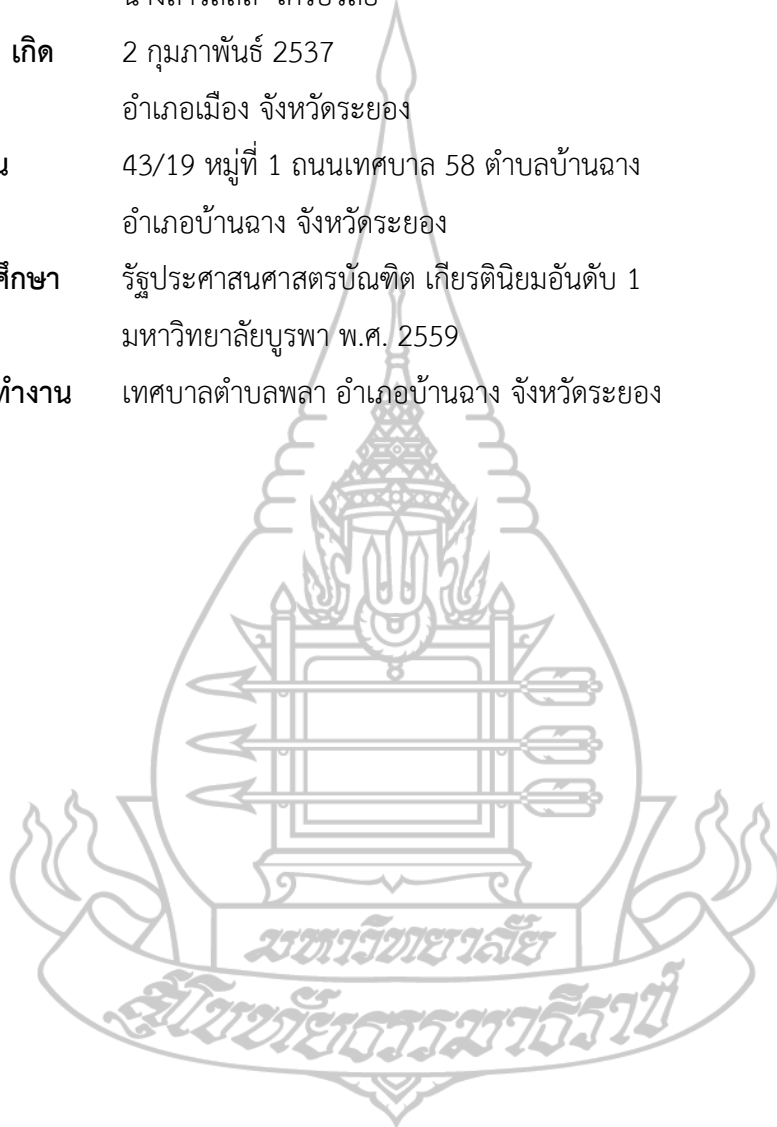 เกิด 2 กุมภาพันธ์ 2537
อำเภอเมือง จังหวัดระยอง
43/19 หมู่ที่ 1 ถนนเทศบาล 58 ตำบลบ้านฉาง
อำเภอบ้านฉาง จังหวัดระยอง
ศึกษา รัฐประศาสนศาสตรบัณฑิต เกียรตินิยมอันดับ 1
มหาวิทยาลัยบูรพา พ.ศ. 2559
ทำงาน เทศบาลตำบลพลา อำเภอบ้านฉาง จังหวัดระยอง
มหาวิทยาลัย
สุโขทัยธรรมาธิราช